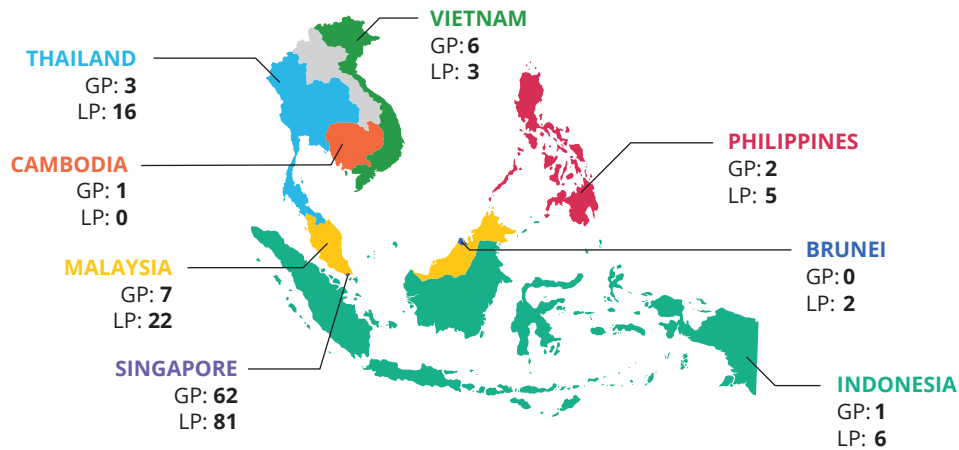 VIETNAM
GP: 6
LP: 3
THAILAND
GP: 3
LP: 16
CAMBODIA
GP: 1
LP: 0
PHILIPPINES
GP: 2
LP: 5
MALAYSIA
GP: 7
LP: 22
BRUNEI
GP: 0
LP: 2
SINGAPORE
GP: 62
LP: 81
INDONESIA
GP: 1
LP: 6